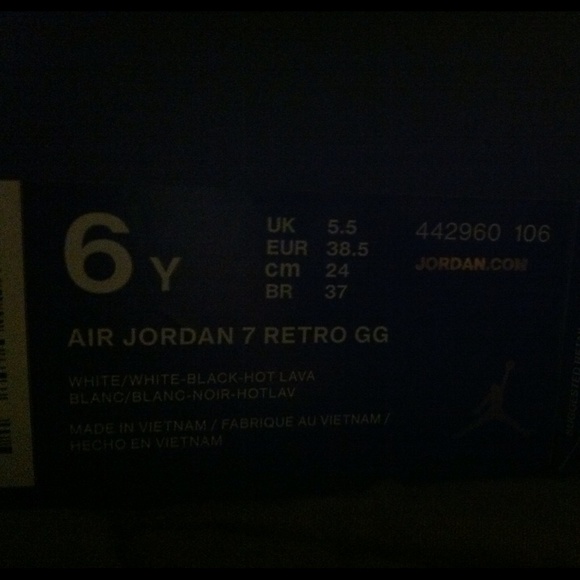 6Y
UK 5.5
EUR 38.5
cm 24
BR 37
442960 106
JORDAN.COM
AIR JORDAN 7 RETRO GG
WHITE/WHITE-BLACK-HOT LAVA
BLANC/BLANC-NOIR-HOTLAV
MADE IN VIETNAM / FABRIQUE AU VIETNAM /
HECHO EN VIETNAM